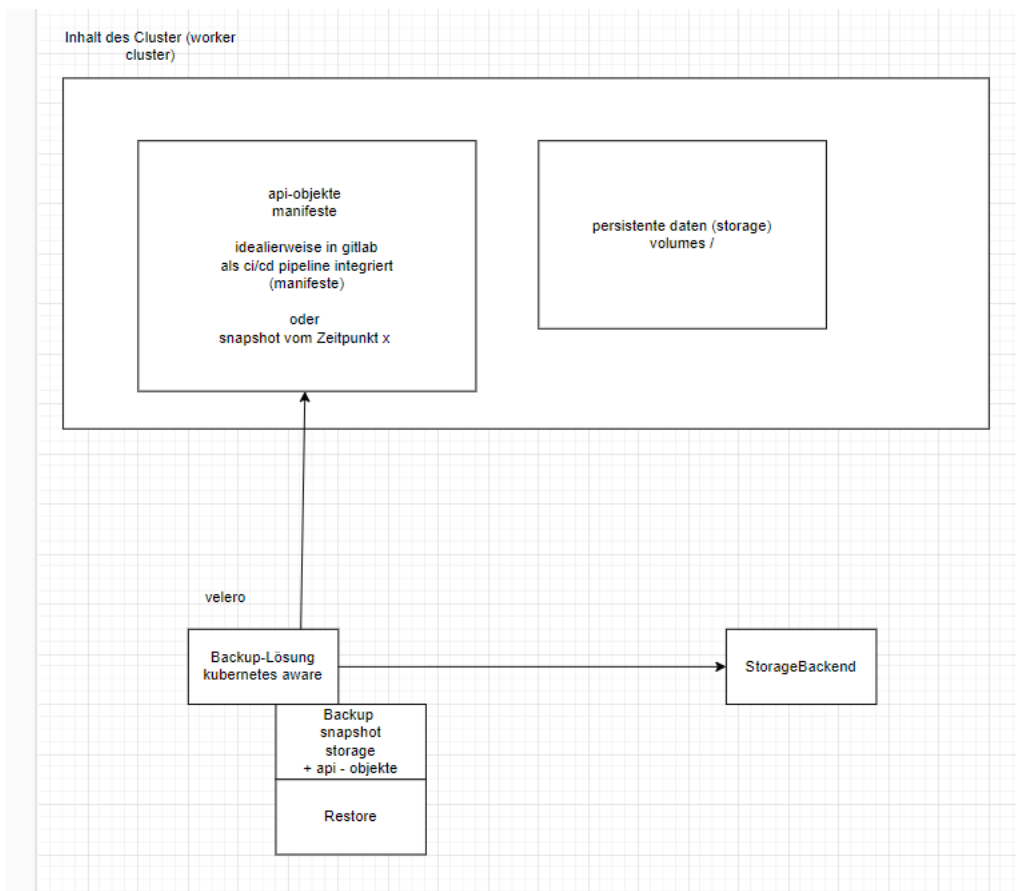 Inhalt des Cluster (worker
cluster)
api-objekte
manifeste
idealierweise in gitlab
als ci/cd pipeline integriert
(manifeste)
oder
snapshot vom Zeitpunkt x
persistente daten (storage)
volumes /
velero
Backup-Lösung
kubernetes aware
StorageBackend
Backup
snapshot
storage
+ api - objekte
Restore